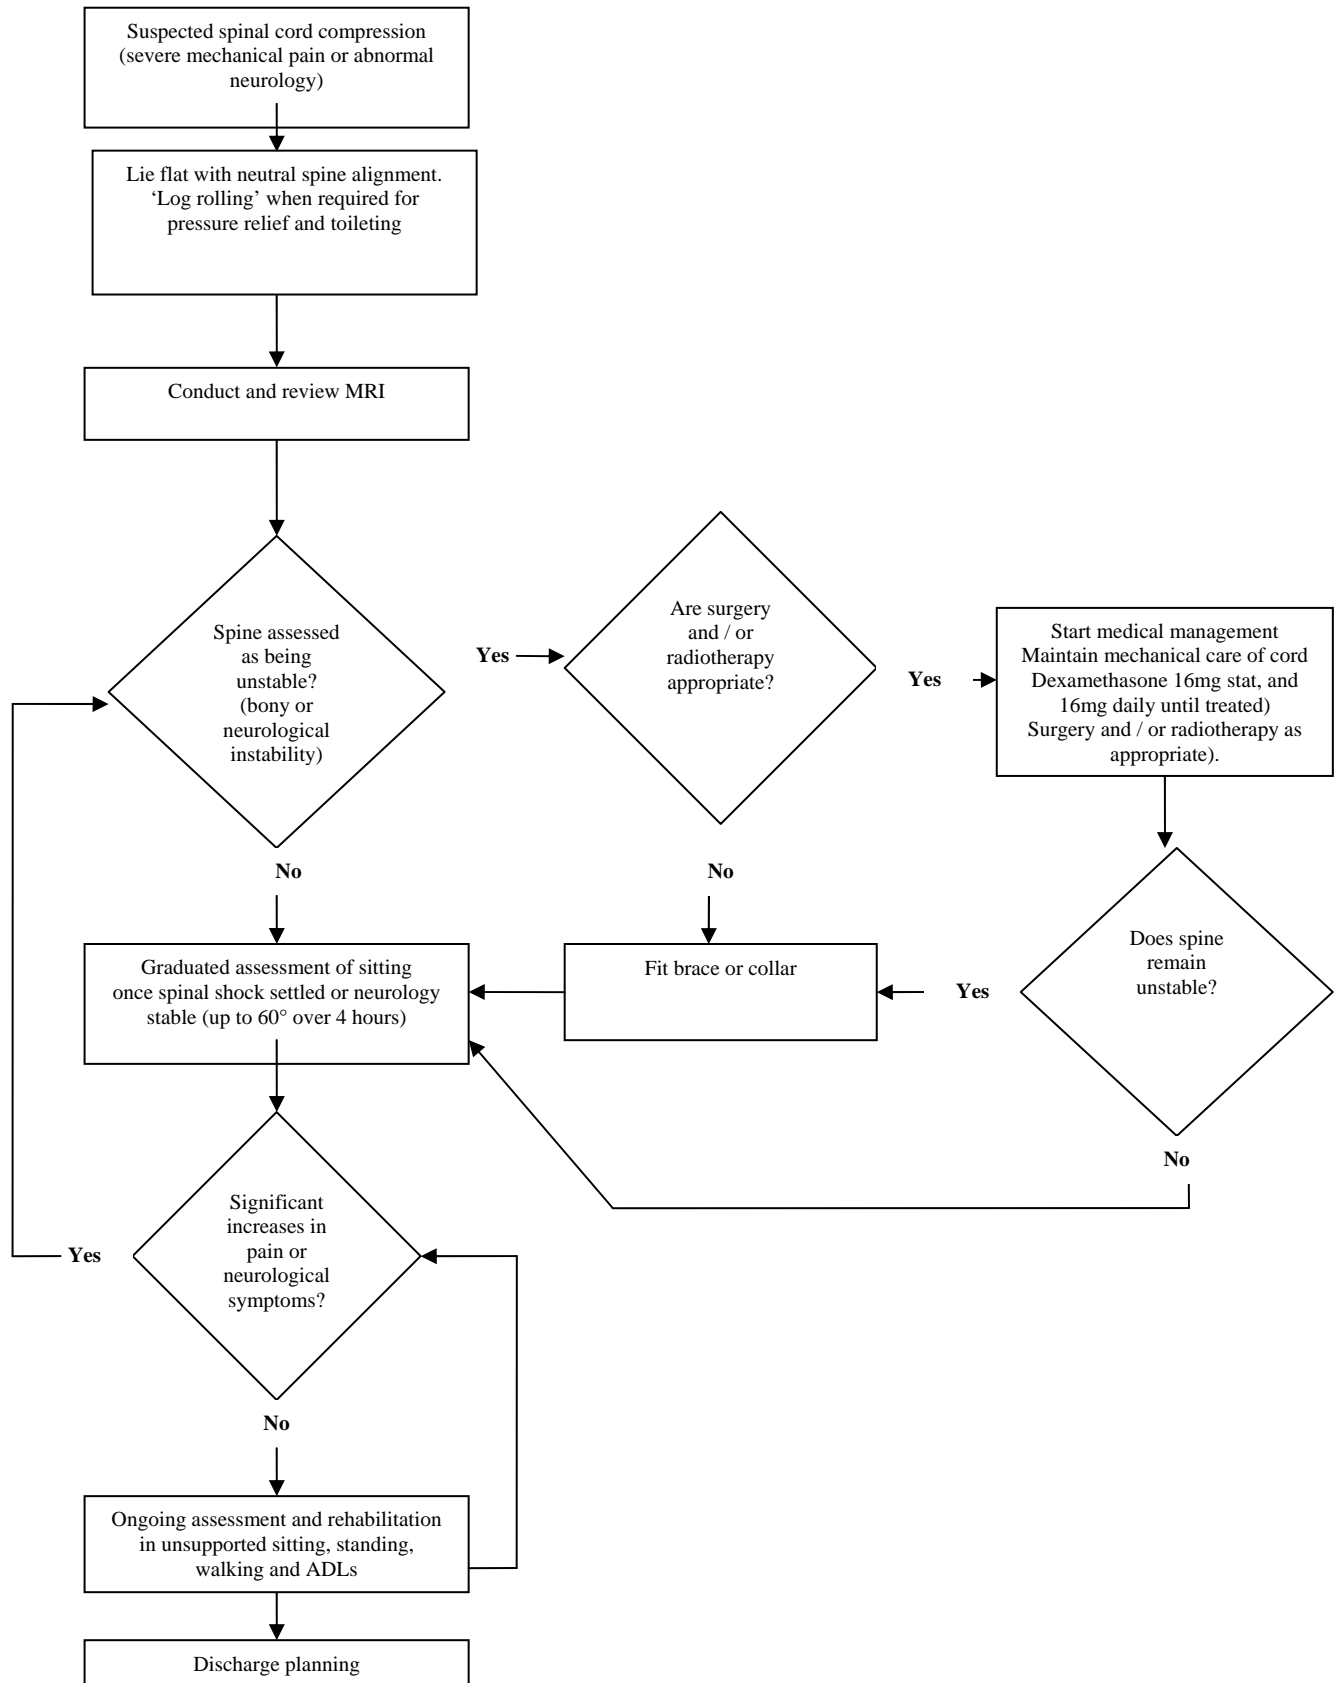 Suspected spinal cord compression
(severe mechanical pain or abnormal
neurology)
Lie flat with neutral spine alignment.
‘Log rolling’ when required for
pressure relief and toileting
Conduct and review MRI
Spine assessed
as being
unstable?
(bony or
neurological
instability)
Yes
Are surgery
and / or
radiotherapy
appropriate?
Yes
Start medical management
Maintain mechanical care of cord
Dexamethasone 16mg stat, and
16mg daily until treated)
Surgery and / or radiotherapy as
appropriate).
No
No
Graduated assessment of sitting
once spinal shock settled or neurology
stable (up to 60° over 4 hours)
Fit brace or collar
Yes
Does spine
remain
unstable?
No
Yes
Significant
increases in
pain or
neurological
symptoms?
No
Ongoing assessment and rehabilitation
in unsupported sitting, standing,
walking and ADLs
Discharge planning